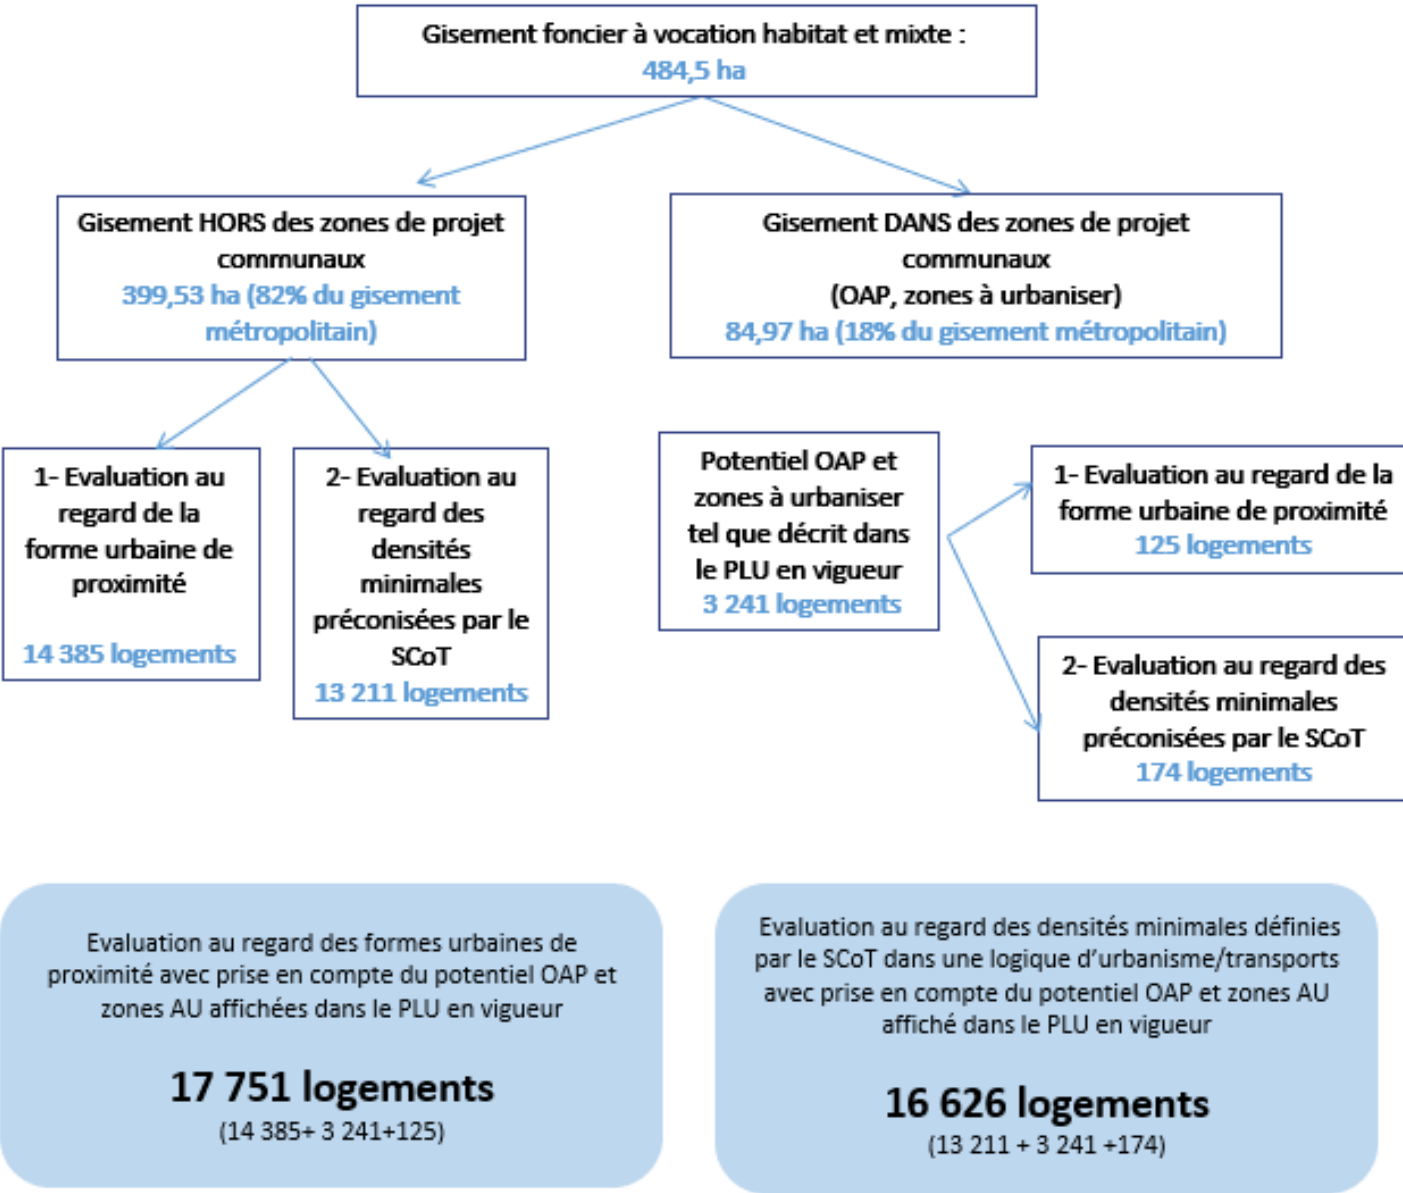 Gisement foncier à vocation habitat et mixte :
484,5 ha
Gisement HORS des zones de projet
communaux
399,53 ha (82% du gisement
métropolitain)
Gisement DANS des zones de projet
communaux
(OAP, zones à urbaniser)
84,97 ha (18% du gisement métropolitain)
1- Evaluation au
regard de la
forme urbaine de
proximité
14 385 logements
2- Evaluation au
regard des
densités
minimales
préconisées par le
SCoT
13 211 logements
Potentiel OAP et
zones à urbaniser
tel que décrit dans
le PLU en vigueur
3 241 logements
1- Evaluation au regard de la
forme urbaine de proximité
125 logements
2- Evaluation au regard des
densités minimales
préconisées par le SCoT
174 logements
Evaluation au regard des formes urbaines de
proximité avec prise en compte du potentiel OAP et
zones AU affichées dans le PLU en vigueur
17 751 logements
(14 385+ 3 241+125)
Evaluation au regard des densités minimales définies
par le SCoT dans une logique d'urbanisme/transports
avec prise en compte du potentiel OAP et zones AU
affiché dans le PLU en vigueur
16 626 logements
(13 211 + 3 241 +174)